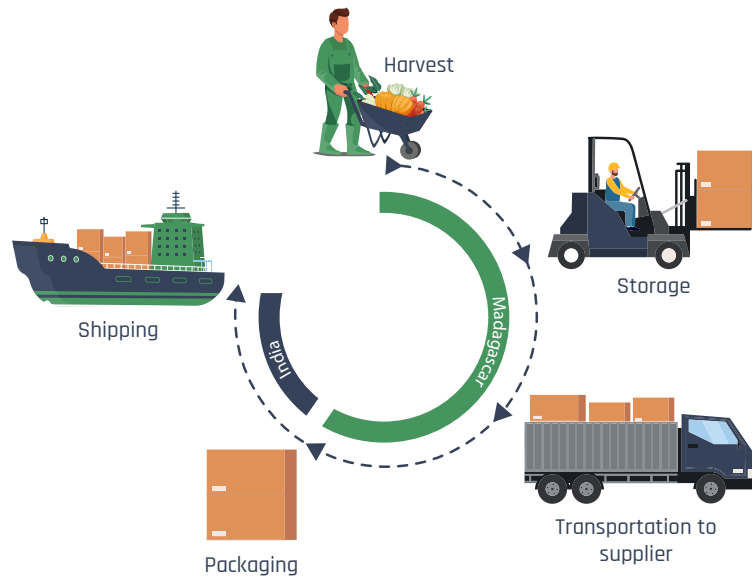 Harvest
Storage
Madagascar
India
Shipping
Transportation to
supplier
Packaging